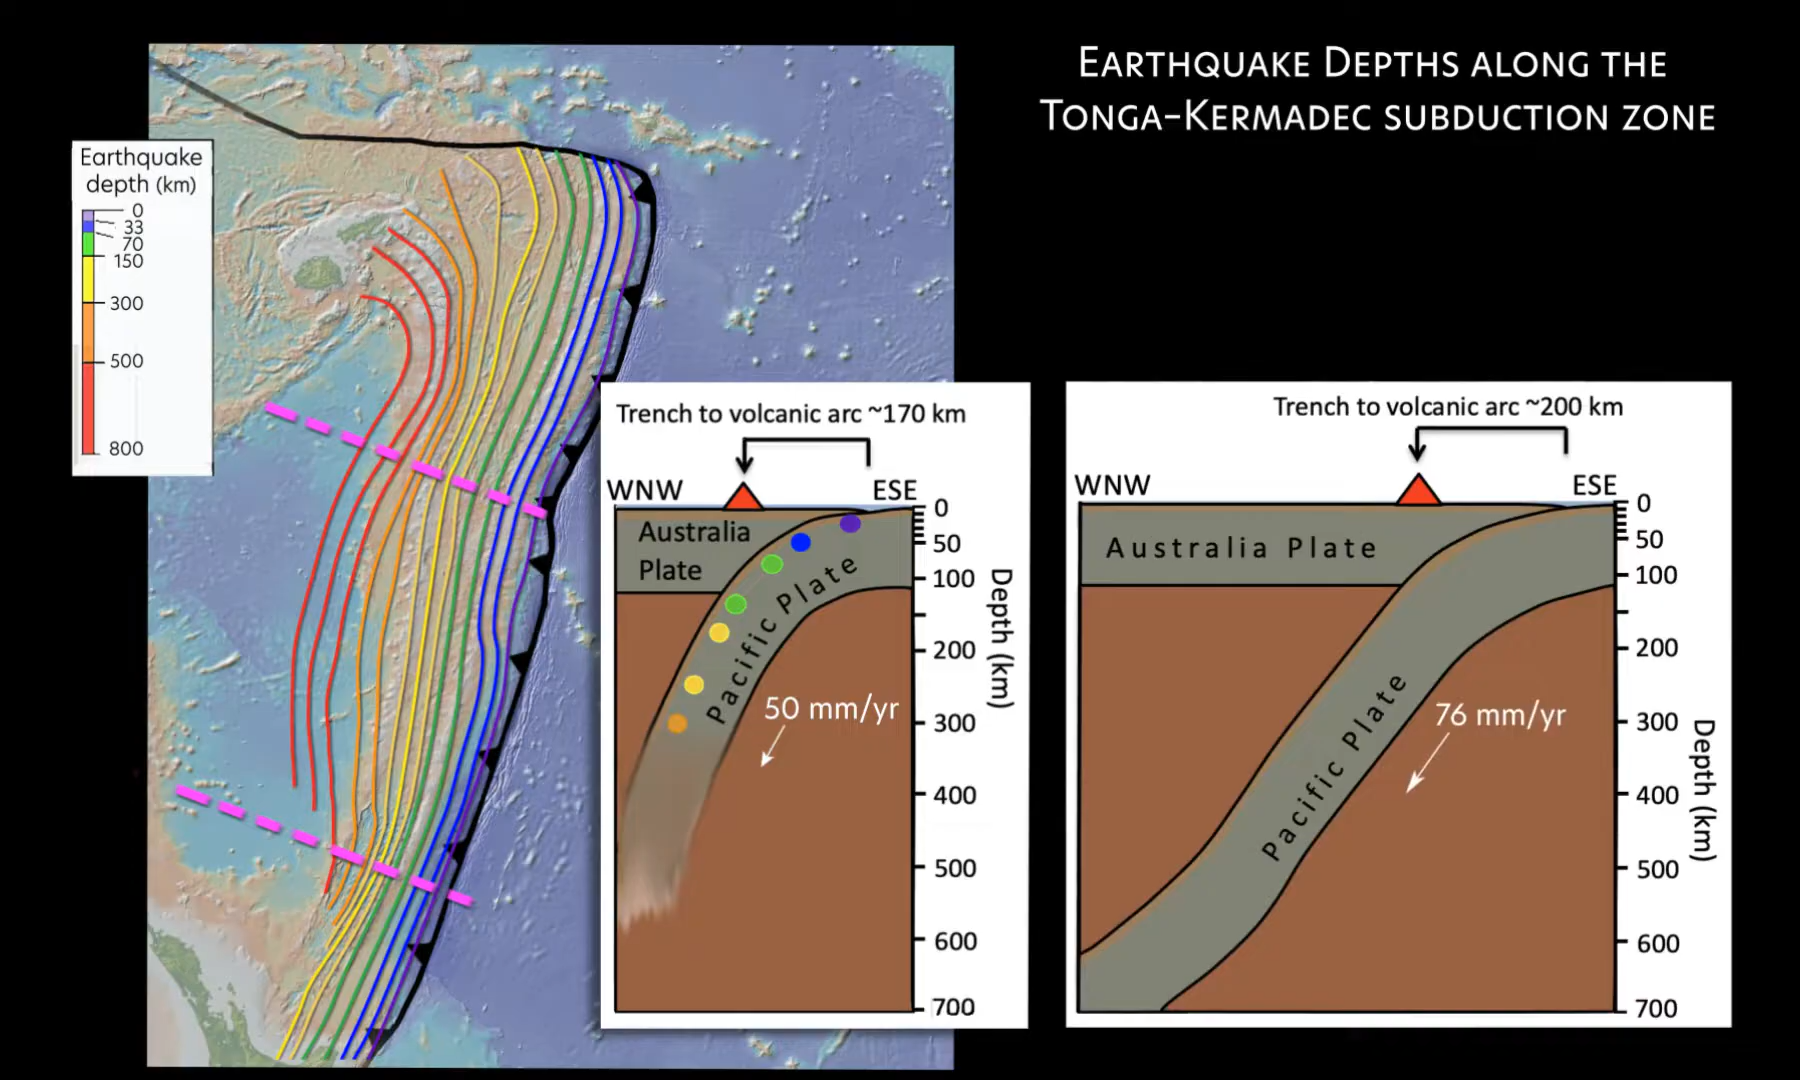 EARTHQUAKE DEPTHS ALONG THE
TONGA-KERMADEC SUBDUCTION ZONE
Earthquake
depth (km)
0
33
70
150
300
500
800
Trench to volcanic arc ~170 km
WNW
ESE
Australia
Plate
Pacific Plate
50 mm/yr
0
50
100
200
300
400
500
600
700
Depth (km)
Trench to volcanic arc ~200 km
WNW
ESE
Australia Plate
Pacific Plate
76 mm/yr
0
50
100
200
300
400
500
600
700
Depth (km)